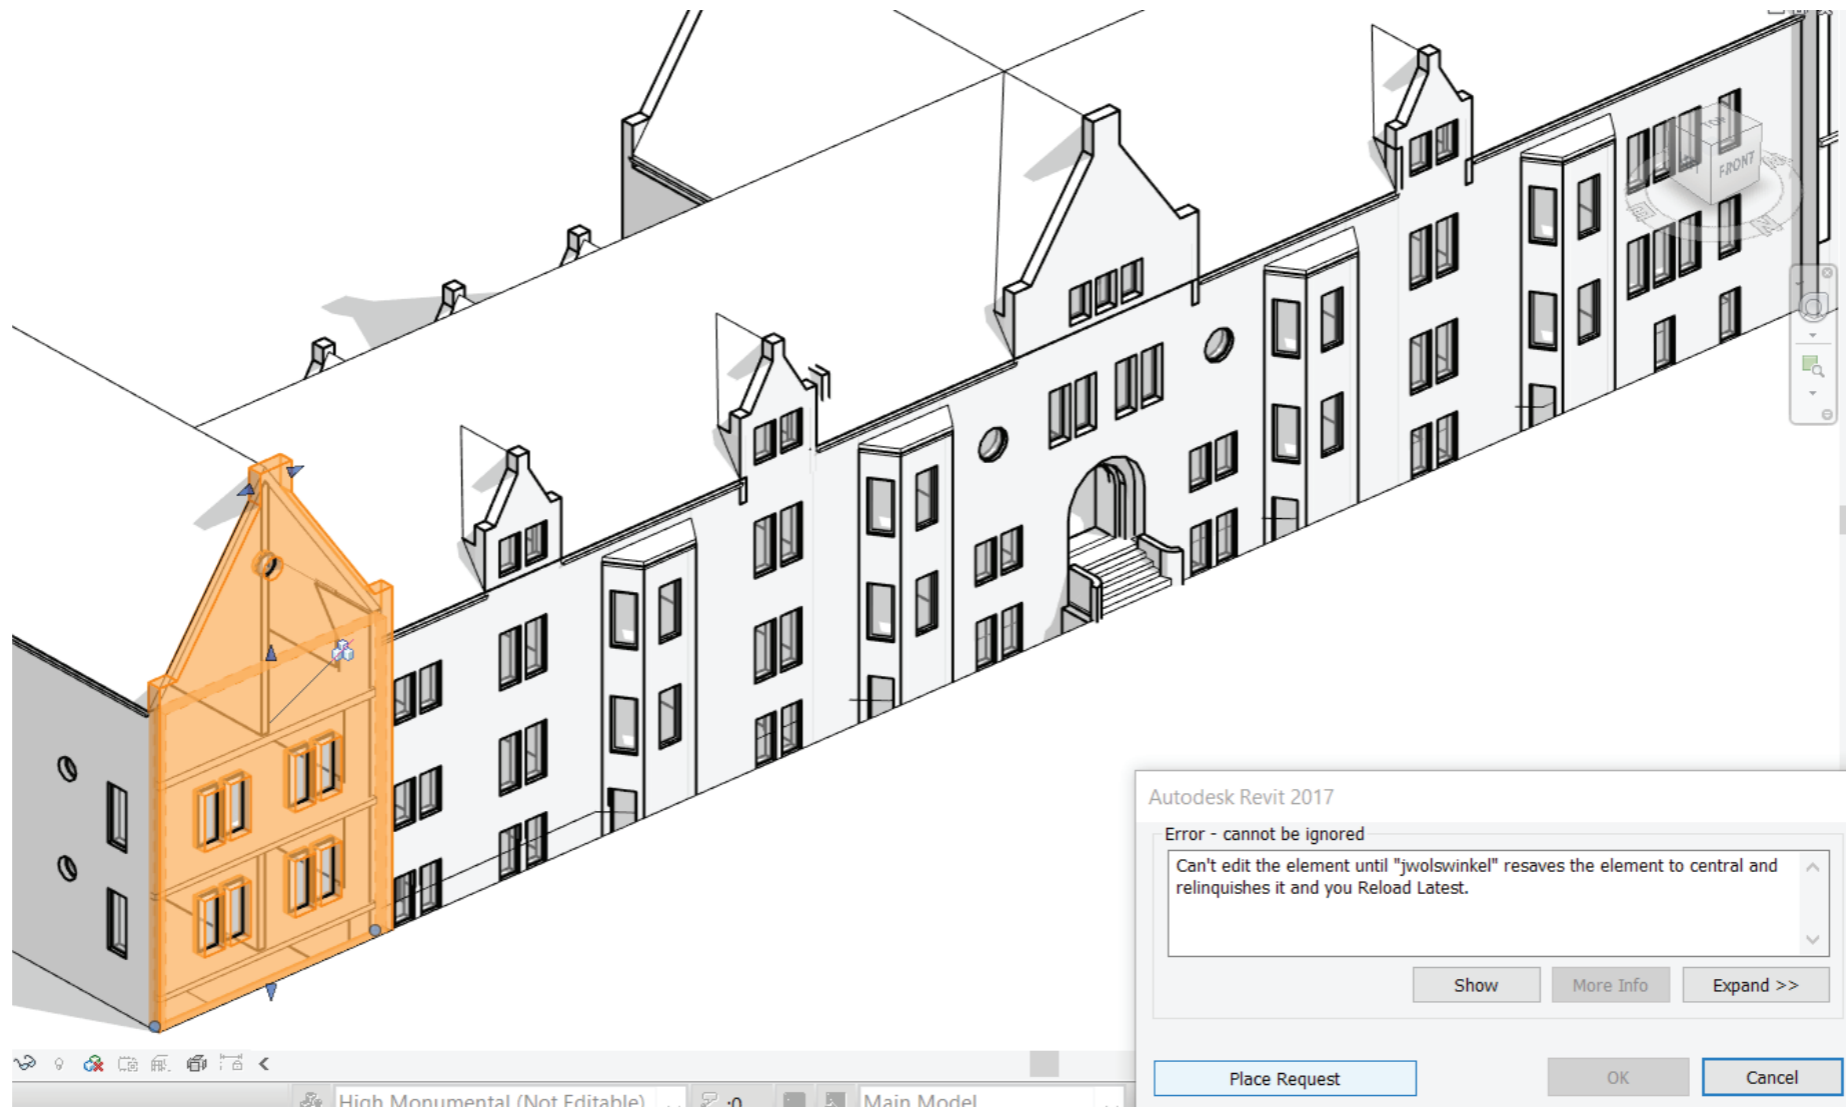 TOP
FRONT
Autodesk Revit 2017
Error - cannot be ignored
Can't edit the element until "jwolswinkel" resaves the element to central and
relinquishes it and you Reload Latest.
Show
More Info
Expand >>
Place Request
OK
Cancel
High Monumental (Not Editable)
:0
Main Model